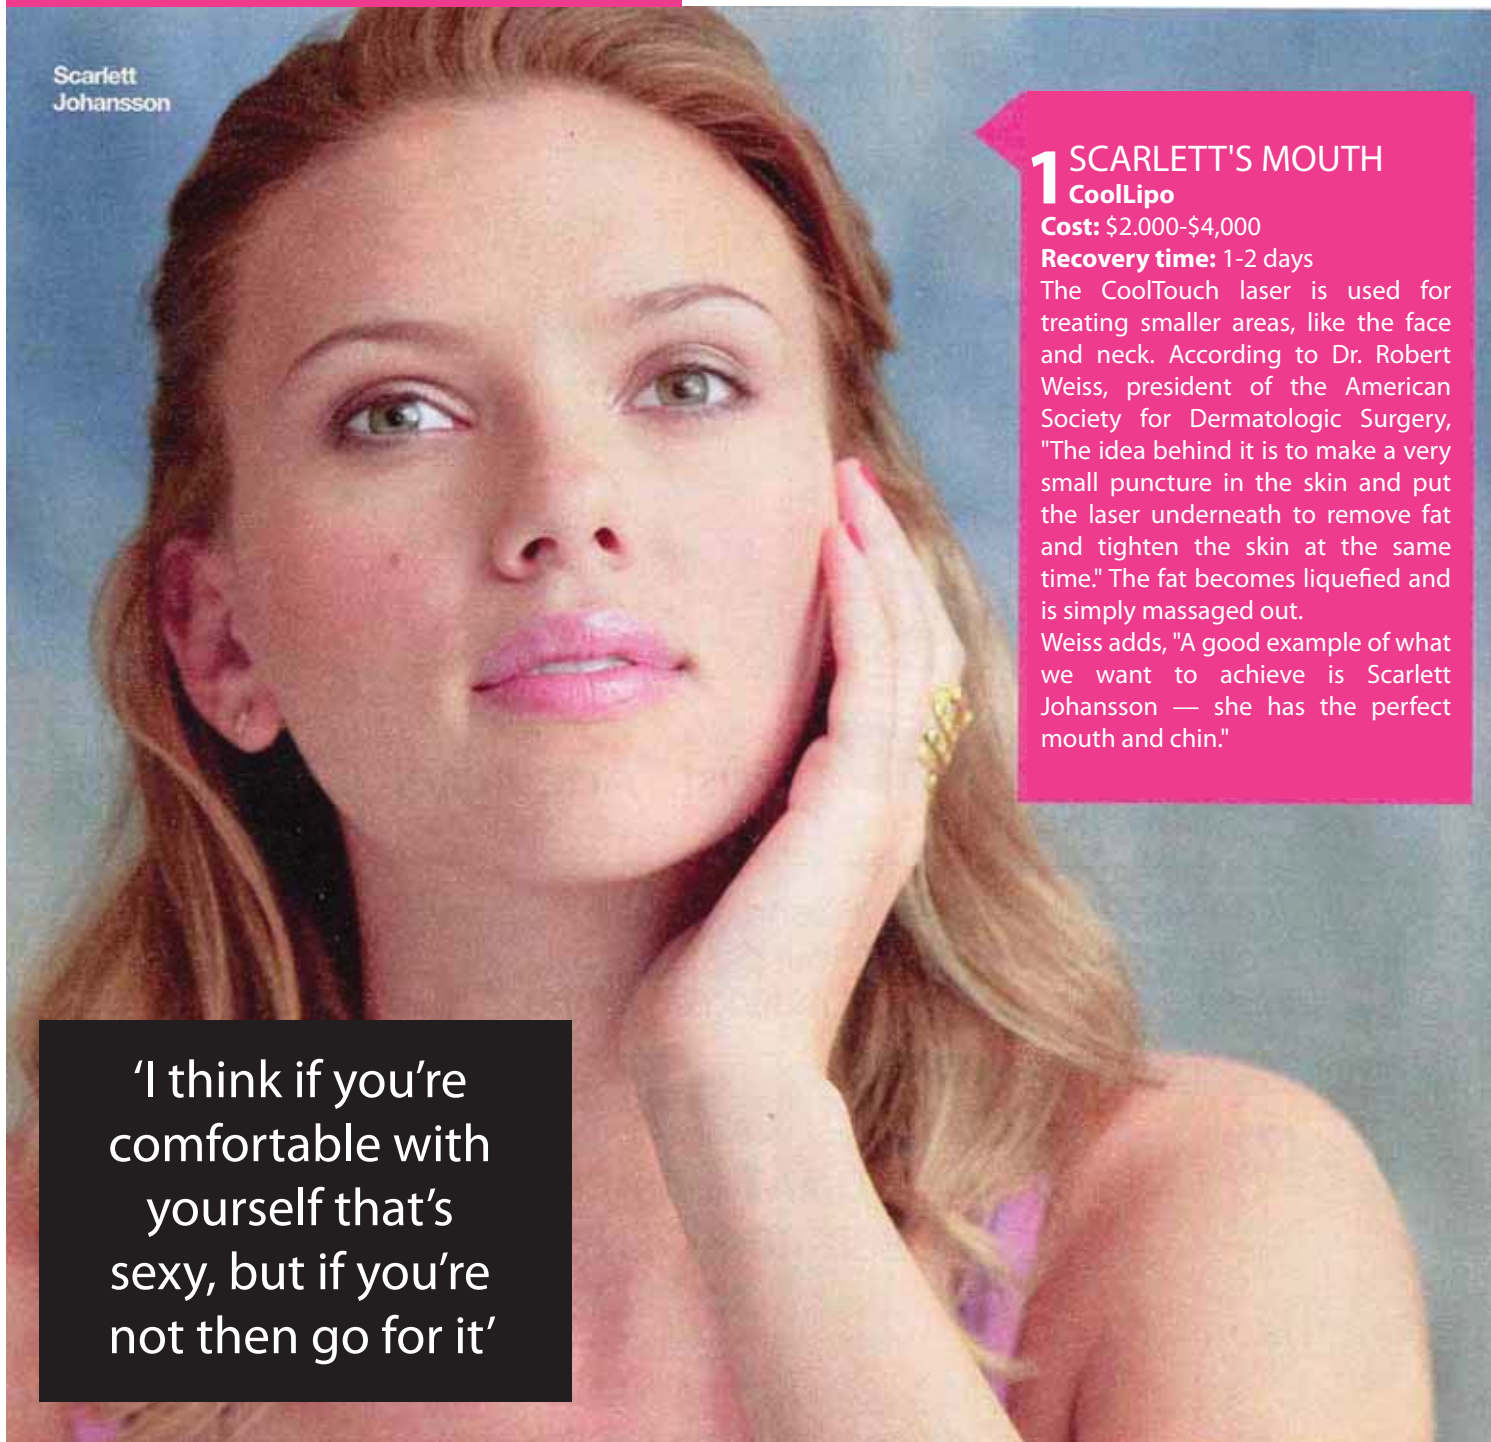 Scarlett
Johansson
1 SCARLETT'S MOUTH
CoolLipo
Cost: $2.000-$4,000
Recovery time: 1-2 days
The CoolTouch laser is used for
treating smaller areas, like the face
and neck. According to Dr. Robert
Weiss, president of the American
Society for Dermatologic Surgery,
"The idea behind it is to make a very
small puncture in the skin and put
the laser underneath to remove fat
and tighten the skin at the same
time." The fat becomes liquefied and
is simply massaged out.
Weiss adds, "A good example of what
we want to achieve is Scarlett
Johansson — she has the perfect
mouth and chin."
‘I think if you’re
comfortable with
yourself that’s
sexy, but if you’re
not then go for it’